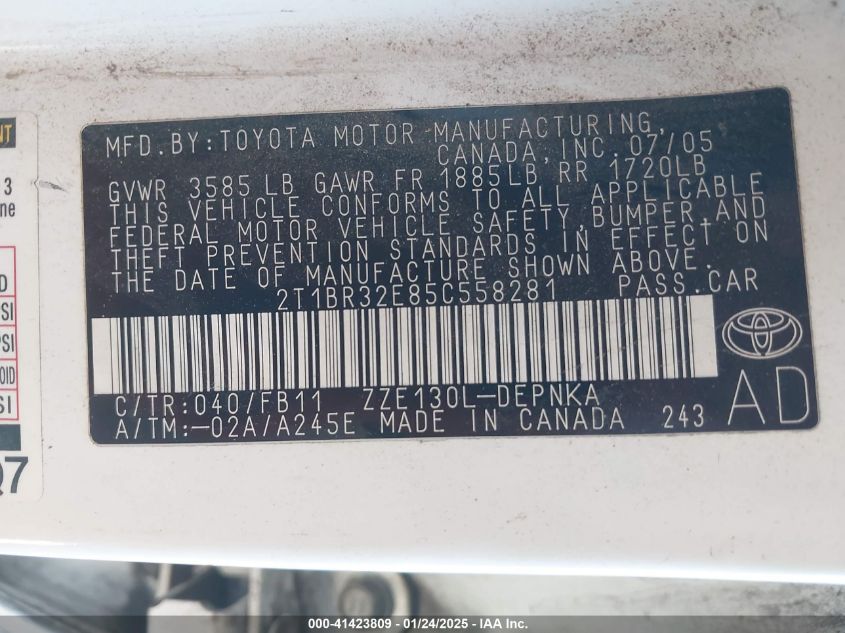 MFD.BY:TOYOTA MOTOR MANUFACTURING,
CANADA,INC. 07/05
GVWR 3585 LB GAWR FR 1885LB RR 1720LB
THIS VEHICLE CONFORMS TO ALL APPLICABLE
FEDERAL MOTOR VEHICLE SAFETY,BUMPER,AND
THEFT PREVENTION STANDARDS IN EFFECT ON
THE DATE OF MANUFACTURE SHOWN ABOVE.
2T1BR32E85C558281 PASS.CAR
C/TR:040/FB11 ZZE130L-DEPNKA
A/TM:-02A/A245E MADE IN CANADA 243
AD
3
PSI
Q7
000-41423809 - 01/24/2025 - IAA Inc.